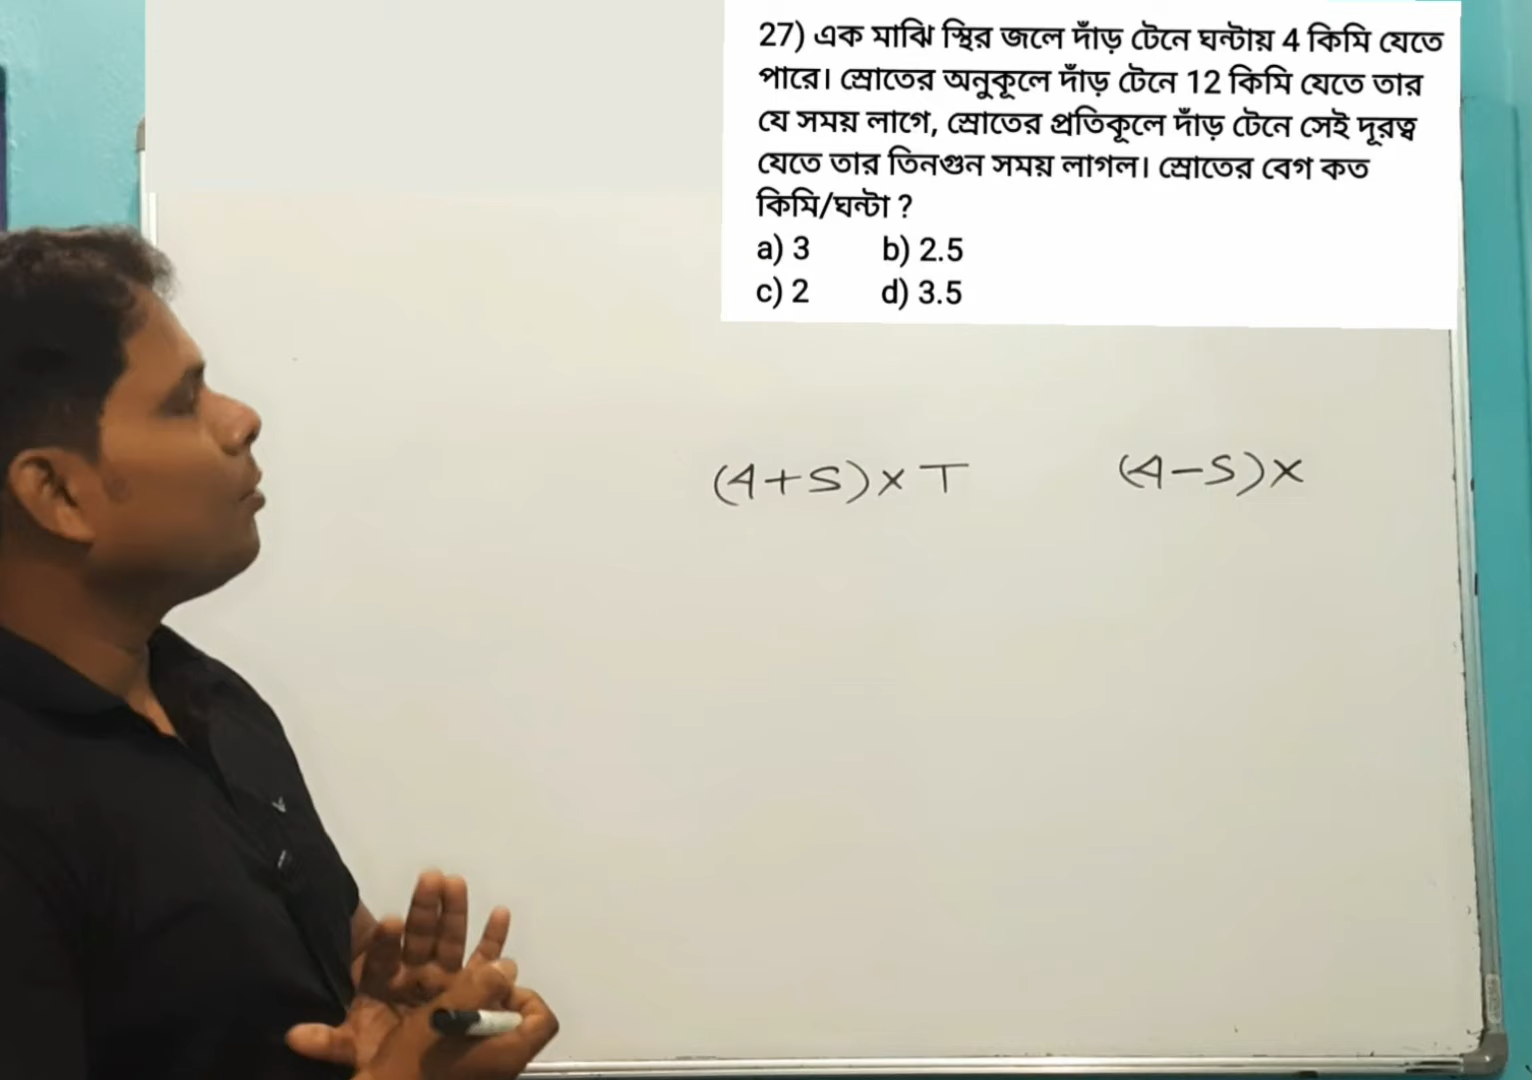 27) এক মাঝি স্থির জলে দাঁড় টেনে ঘন্টায় 4 কিমি যেতে
পারে। স্রোতের অনুকূলে দাঁড় টেনে 12 কিমি যেতে তার
যে সময় লাগে, স্রোতের প্রতিকূলে দাঁড় টেনে সেই দূরত্ব
যেতে তার তিনগুন সময় লাগল। স্রোতের বেগ কত
কিমি/ঘন্টা ?
a) 3 b) 2.5
c) 2 d) 3.5
(4+S)×T (4-S)×